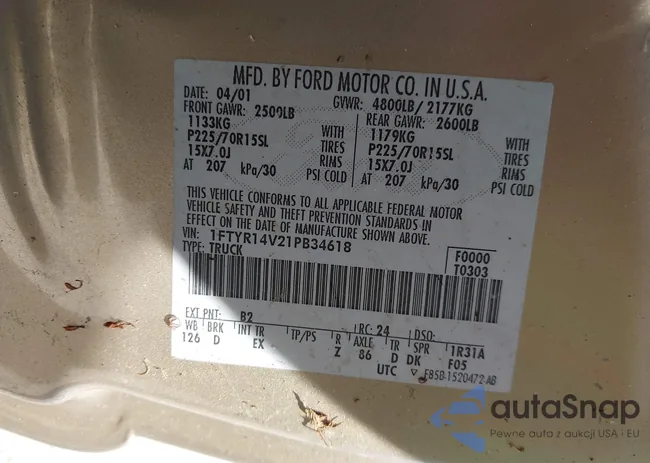 MFD. BY FORD MOTOR CO. IN U.S.A.
DATE: 04/01 GVWR: 4800LB/ 2177KG
FRONT GAWR: 2500LB REAR GAWR: 2600LB
1133KG WITH 1179KG WITH
P225/70R15SL TIRES P225/70R15SL TIRES
15X7.0J RIMS 15X7.0J RIMS
AT 207 kPa/30 PSI COLD AT 207 kPa/30 PSI COLD
THIS VEHICLE CONFORMS TO ALL APPLICABLE FEDERAL MOTOR
VEHICLE SAFETY AND THEFT PREVENTION STANDARDS IN
EFFECT ON THE DATE OF MANUFACTURE SHOWN ABOVE.
VIN: 1FTYR14V21PB34618 F0000
TYPE: TRUCK T0303
EXT PNT: B2 RC: 24 DSO:
WB BRK INT TR TP/PS R AXLE TR SPR 1R31A
126 D EX Z 86 D DK F05
UTC F85B-1520472-AB
autaSnap
Pewne auta z aukcji USA - EU